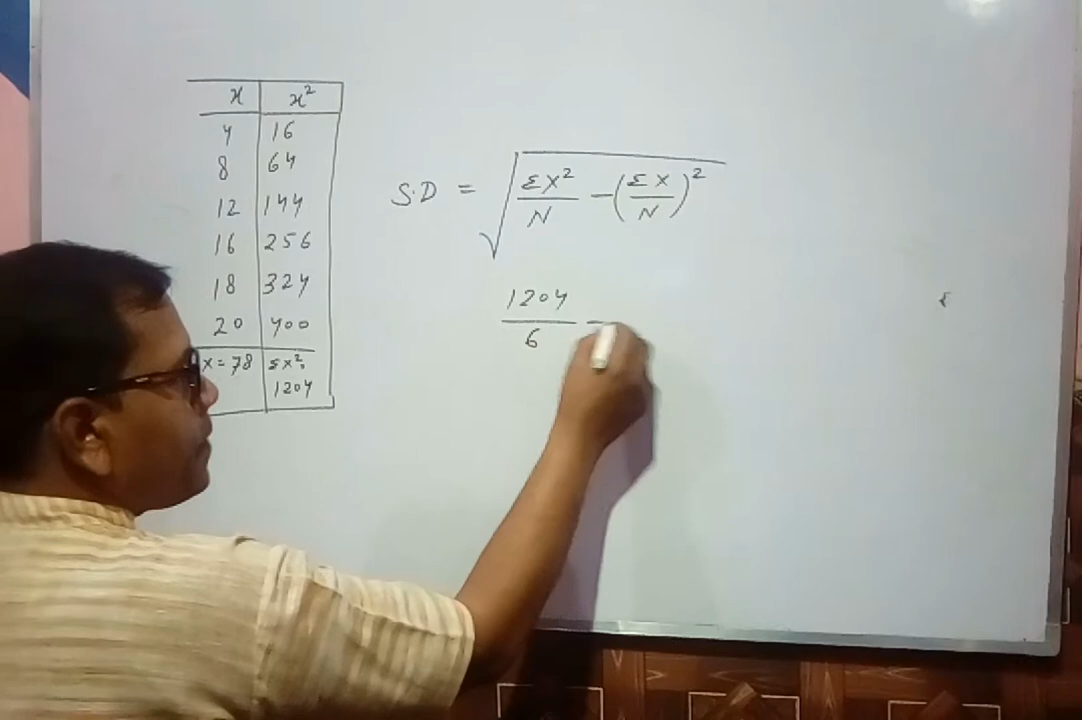 x x²
4 16
8 64
12 144
16 256
18 324
20 400
x = 78 Σx²=
1204
S.D = √ΣX²/N - (ΣX/N)²
1204/6 -